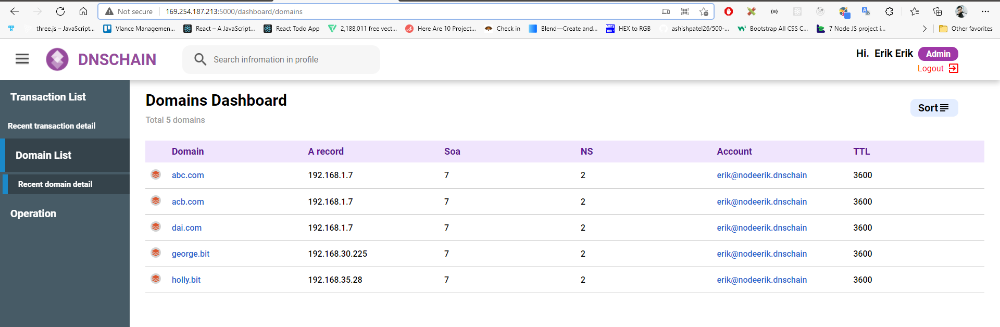 Not secure 169.254.187.213:5000/dashboard/domains
three.js – JavaScript... Vlance Managemen... React – A JavaScript... React Todo App 2,188,011 free vect... Here Are 10 Project... Check in Blend—Create and... HEX to RGB ashishpatel26/500-... Bootstrap All CSS C... 7 Node JS project i... Other favorites
DNSCHAIN
Search infromation in profile
Hi. Erik Erik Admin
Logout
Transaction List
Recent transaction detail
Domain List
Recent domain detail
Operation
Domains Dashboard
Total 5 domains
Sort
Domain A record Soa NS Account TTL
abc.com 192.168.1.7 7 2 erik@nodeerik.dnschain 3600
acb.com 192.168.1.7 7 2 erik@nodeerik.dnschain 3600
dai.com 192.168.1.7 7 2 erik@nodeerik.dnschain 3600
george.bit 192.168.30.225 7 2 erik@nodeerik.dnschain 3600
holly.bit 192.168.35.28 7 2 erik@nodeerik.dnschain 3600